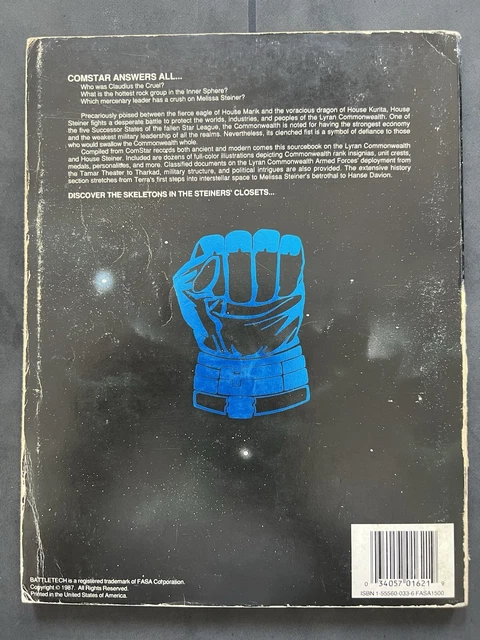 COMSTAR ANSWERS ALL...
Who was Claudius the Cruel?
What is the hottest rock group in the Inner Sphere?
Which mercenary leader has a crush on Melissa Steiner?
Precariously poised between the fierce eagle of House Marik and the voracious dragon of House Kurita, House
Steiner fights a desperate battle to protect the worlds, industries, and peoples of the Lyran Commonwealth. One of
the five Successor States of the fallen Star League, the Commonwealth is noted for having the strongest economy
and the weakest military leadership of all the realms. Nevertheless, its clenched fist is a symbol of defiance to those
who would swallow the Commonwealth whole.
Compiled from ComStar records both ancient and modern comes this sourcebook on the Lyran Commonwealth
and House Steiner. Included are dozens of full-color illustrations depicting Commonwealth rank insignias, unit crests,
medals, personalities, and more. Classified documents on the Lyran Commonwealth Armed Forces' deployment from
the Tamar Theater to Tharkad, military structure, and political intrigues are also provided. The extensive history
section stretches from Terra's first steps into interstellar space to Melissa Steiner's betrothal to Hanse Davion.
DISCOVER THE SKELETONS IN THE STEINERS' CLOSETS...
BATTLETECH is a registered trademark of FASA Corporation.
Copyright © 1987. All Rights Reserved.
Printed in the United States of America.
0 34057 01621 9
ISBN 1-55560-033-6 FASA1500